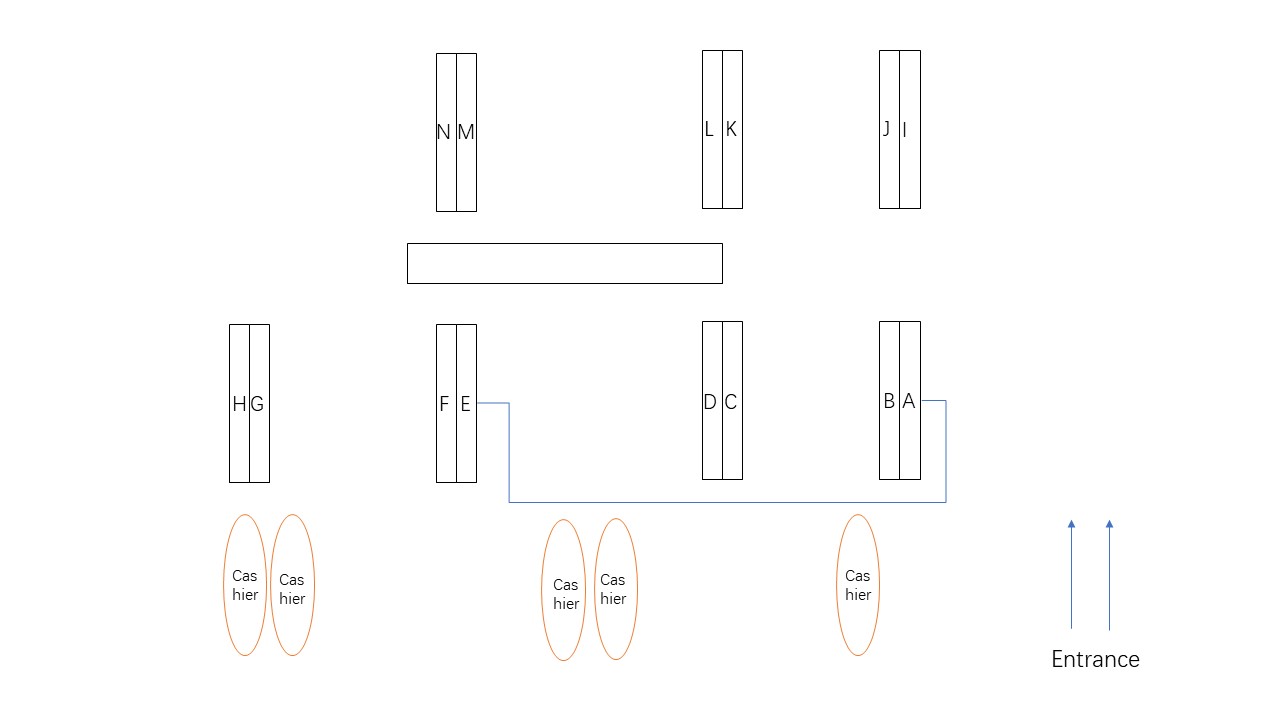 N M
L K
J I
H G
F E
D C
B A
Cas
hier
Cas
hier
Cas
hier
Cas
hier
Cas
hier
Entrance